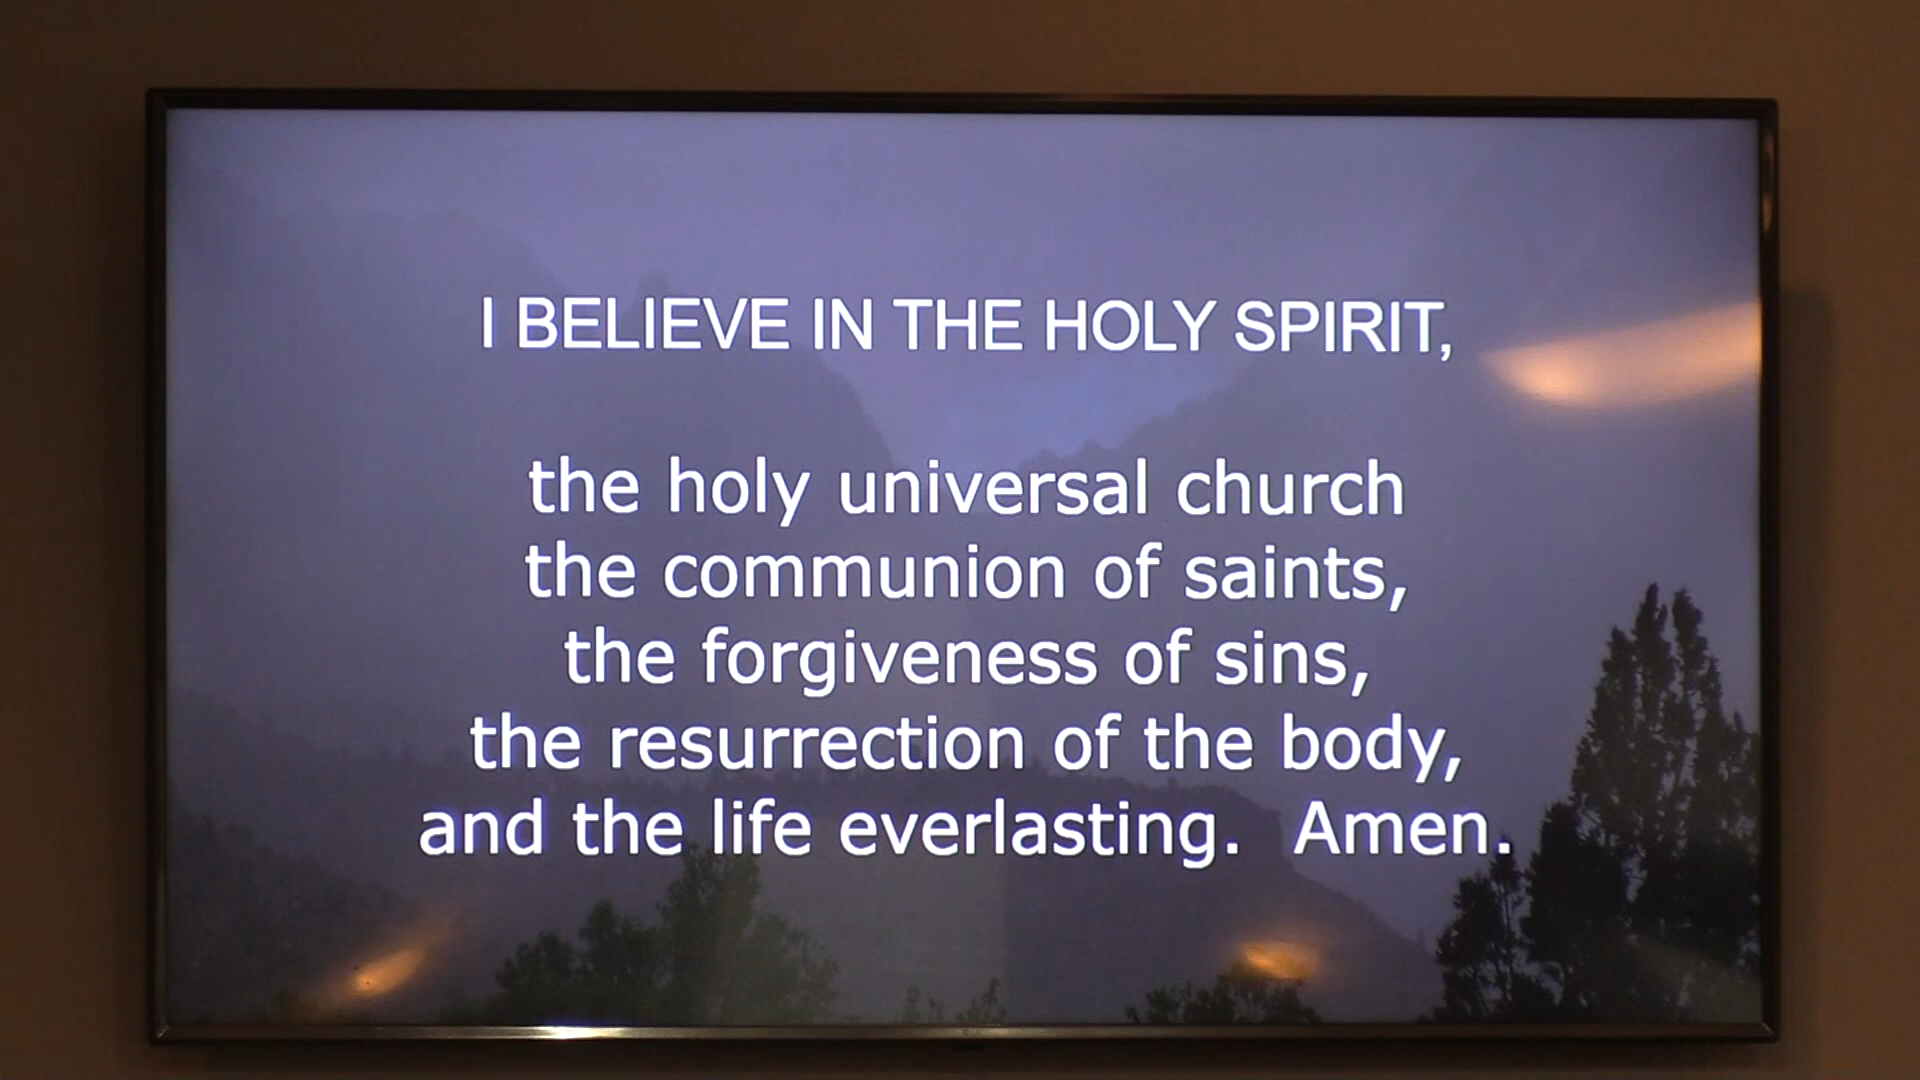 I BELIEVE IN THE HOLY SPIRIT,
the holy universal church
the communion of saints,
the forgiveness of sins,
the resurrection of the body,
and the life everlasting.  Amen.